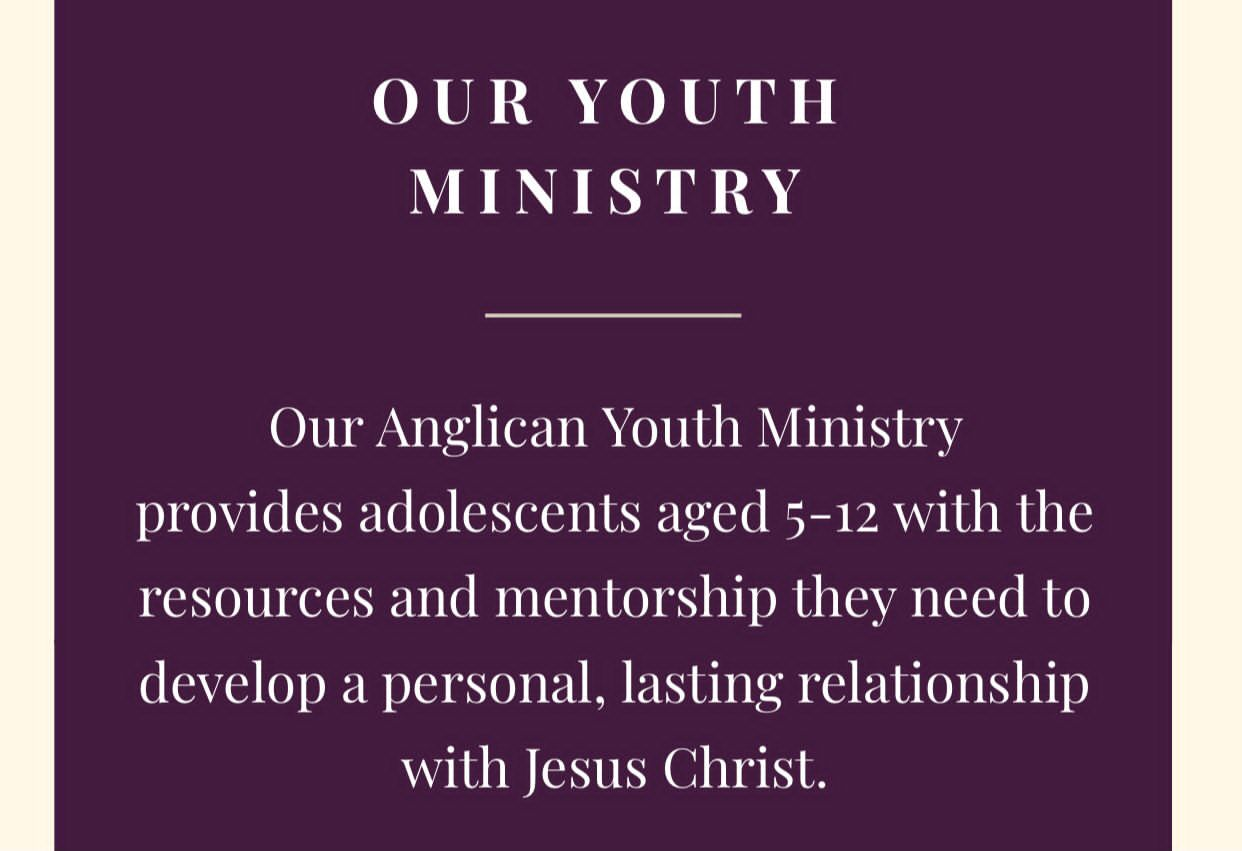 OUR YOUTH
MINISTRY
Our Anglican Youth Ministry
provides adolescents aged 5-12 with the
resources and mentorship they need to
develop a personal, lasting relationship
with Jesus Christ.